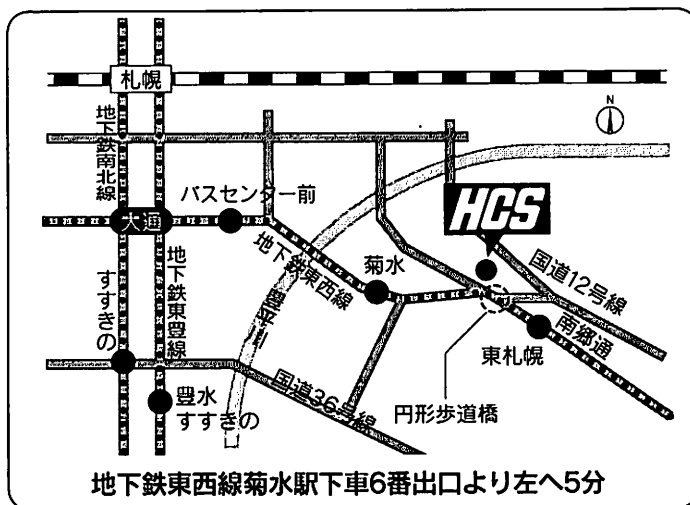 札幌
N
地下鉄南北線
バスセンター前
HCS
大通
地下鉄東西線
菊水
国道12号線
すすきの
地下鉄東豊線
豊平川
南郷通
東札幌
豊水
すすきの
国道36号線
円形歩道橋
地下鉄東西線菊水駅下車6番出口より左へ5分